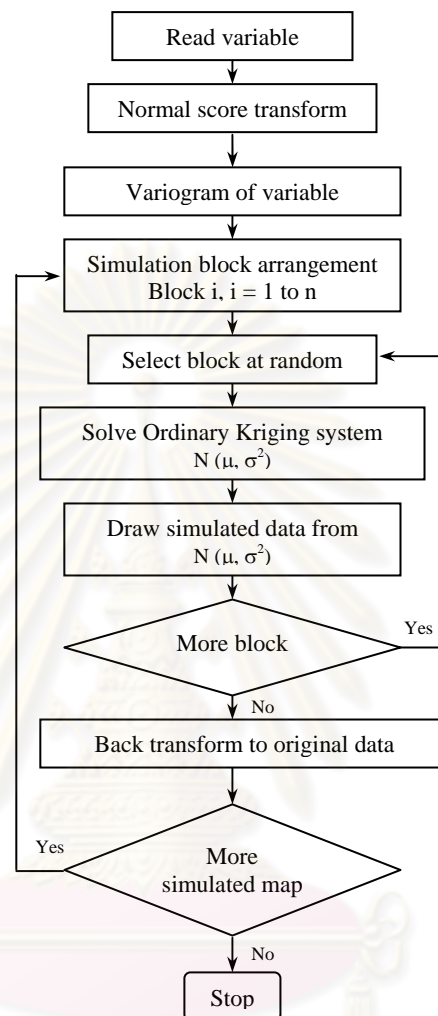 Read variable
Normal score transform
Variogram of variable
Simulation block arrangement
Block i, i = 1 to n
Select block at random
Solve Ordinary Kriging system
N (μ, σ²)
Draw simulated data from
N (μ, σ²)
More block
Yes
No
Back transform to original data
Yes
More
simulated map
No
Stop